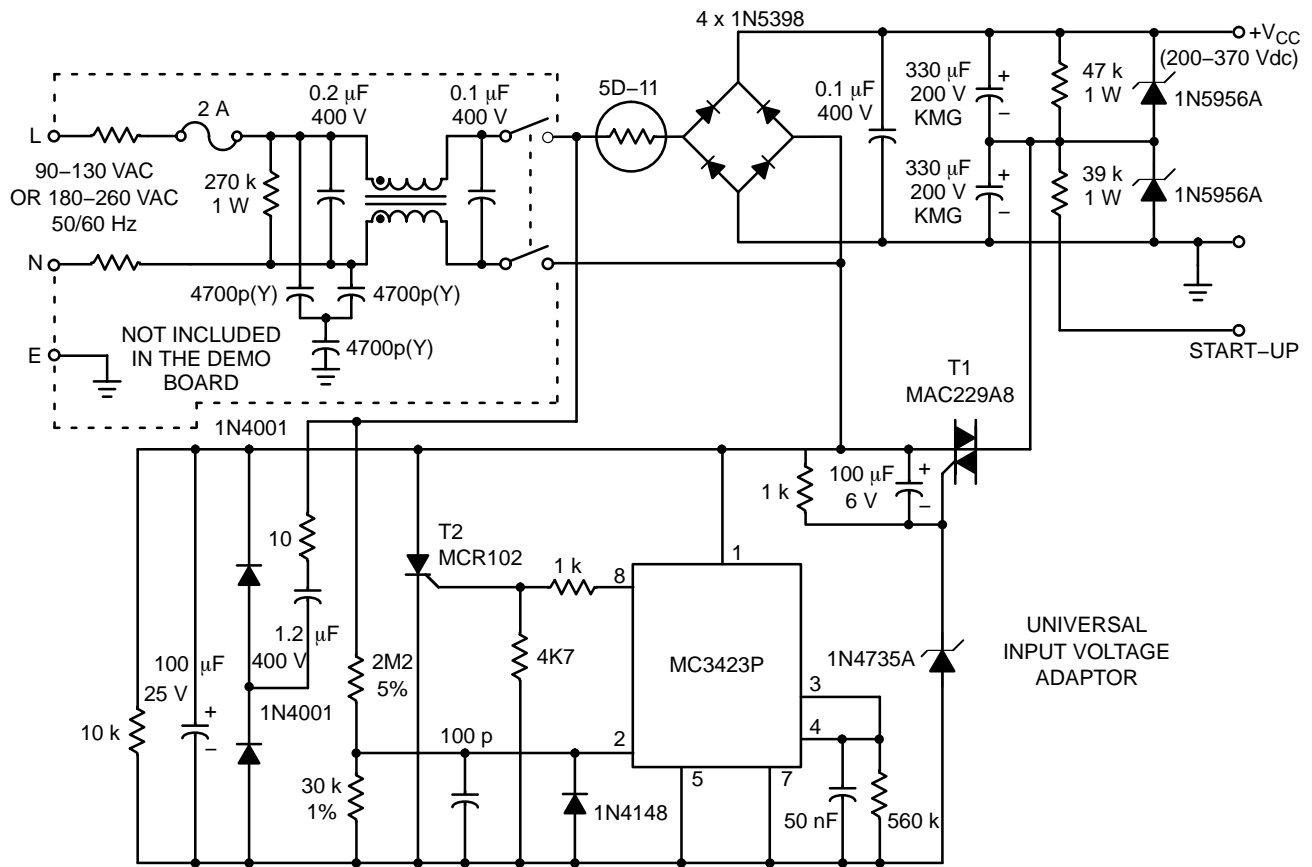 4 x 1N5398
+VCC
(200–370 Vdc)
L
2 A
0.2 μF
400 V
0.1 μF
400 V
5D–11
0.1 μF
400 V
330 μF
200 V
KMG
+
−
47 k
1 W
1N5956A
90–130 VAC
OR 180–260 VAC
50/60 Hz
270 k
1 W
330 μF
200 V
KMG
+
−
39 k
1 W
1N5956A
N
4700p(Y)
4700p(Y)
4700p(Y)
E
NOT INCLUDED
IN THE DEMO
BOARD
START–UP
T1
MAC229A8
1N4001
1 k
100 μF
6 V
+
−
10
T2
MCR102
1 k
8
1
1.2 μF
400 V
100 μF
25 V
+
−
2M2
5%
4K7
MC3423P
1N4735A
UNIVERSAL
INPUT VOLTAGE
ADAPTOR
3
4
10 k
1N4001
100 p
2
5
7
30 k
1%
1N4148
50 nF
560 k